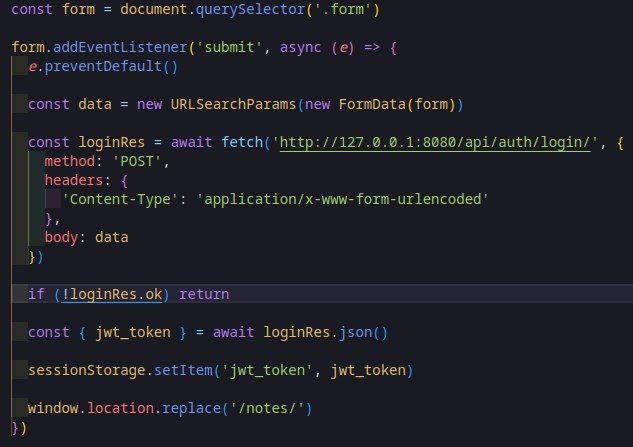 const form = document.querySelector('.form')
form.addEventListener('submit', async (e) => {
e.preventDefault()
const data = new URLSearchParams(new FormData(form))
const loginRes = await fetch('http://127.0.0.1:8080/api/auth/login/', {
method: 'POST',
headers: {
'Content-Type': 'application/x-www-form-urlencoded'
},
body: data
})
if (!loginRes.ok) return
const { jwt_token } = await loginRes.json()
sessionStorage.setItem('jwt_token', jwt_token)
window.location.replace('/notes/')
})